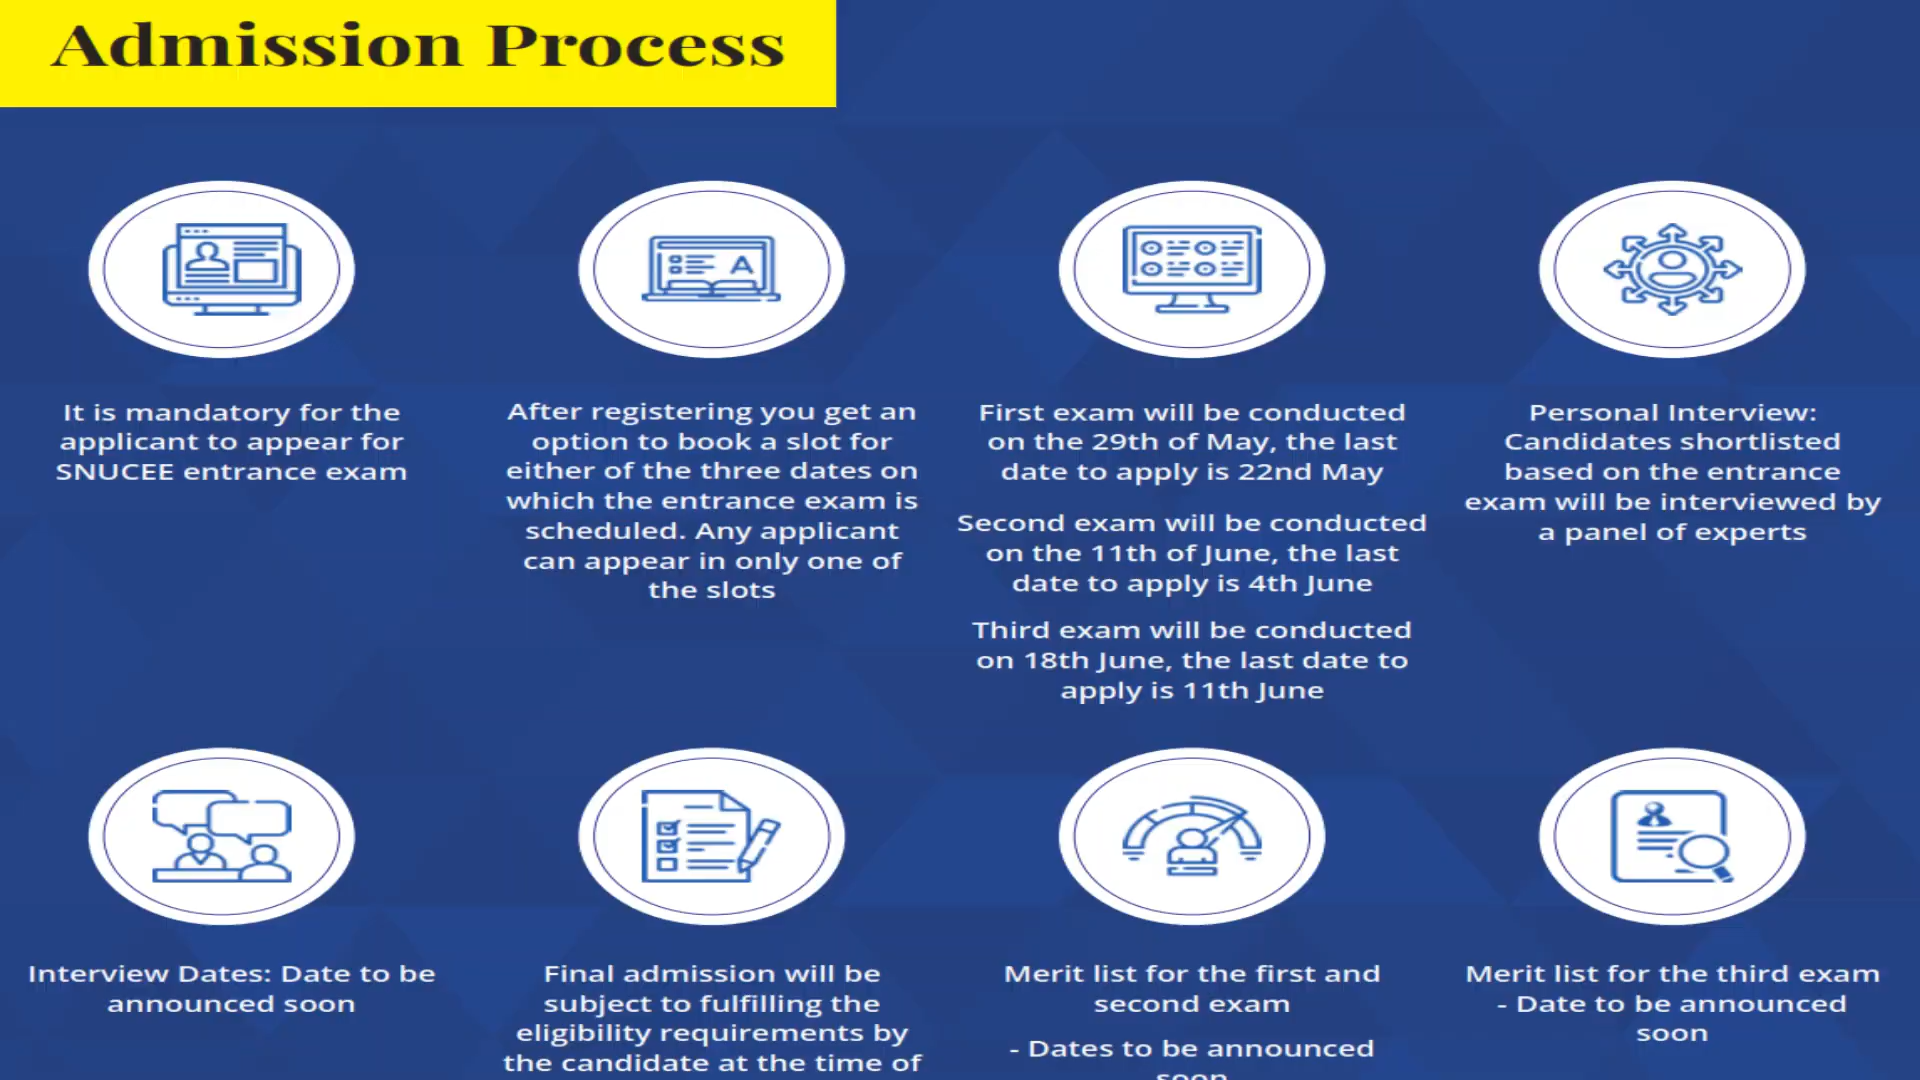 Admission Process
It is mandatory for the
applicant to appear for
SNUCEE entrance exam
After registering you get an
option to book a slot for
either of the three dates on
which the entrance exam is
scheduled. Any applicant
can appear in only one of
the slots
First exam will be conducted
on the 29th of May, the last
date to apply is 22nd May
Second exam will be conducted
on the 11th of June, the last
date to apply is 4th June
Third exam will be conducted
on 18th June, the last date to
apply is 11th June
Personal Interview:
Candidates shortlisted
based on the entrance
exam will be interviewed by
a panel of experts
A
Interview Dates: Date to be
announced soon
Final admission will be
subject to fulfilling the
eligibility requirements by
the candidate at the time of
Merit list for the first and
second exam
- Dates to be announced
soon
Merit list for the third exam
- Date to be announced
soon